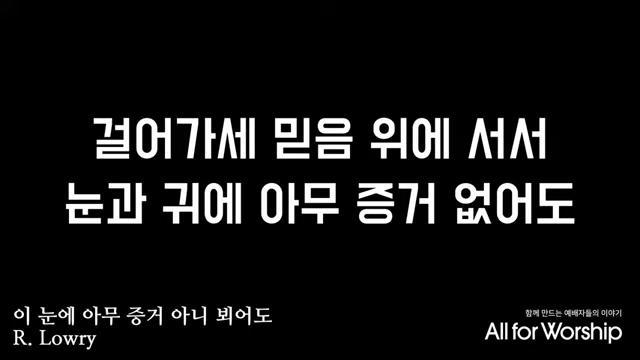 걸어가세 믿음 위에 서서
눈과 귀에 아무 증거 없어도
이 눈에 아무 증거 아니 뵈어도
R. Lowry
함께 만드는 예배자들의 이야기
All for Worship